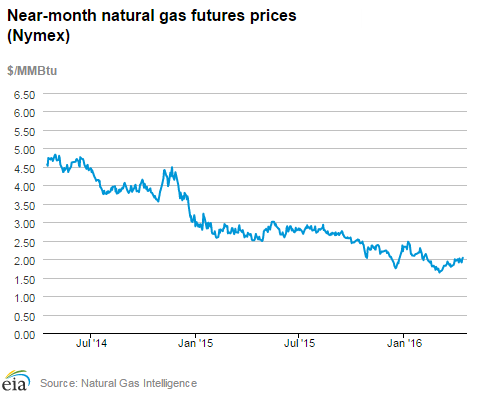 Near-month natural gas futures prices
(Nymex)
$/MMBtu
6.50
6.00
5.50
5.00
4.50
4.00
3.50
3.00
2.50
2.00
1.50
1.00
0.50
0.00
Jul '14
Jan '15
Jul '15
Jan '16
eia
Source: Natural Gas Intelligence